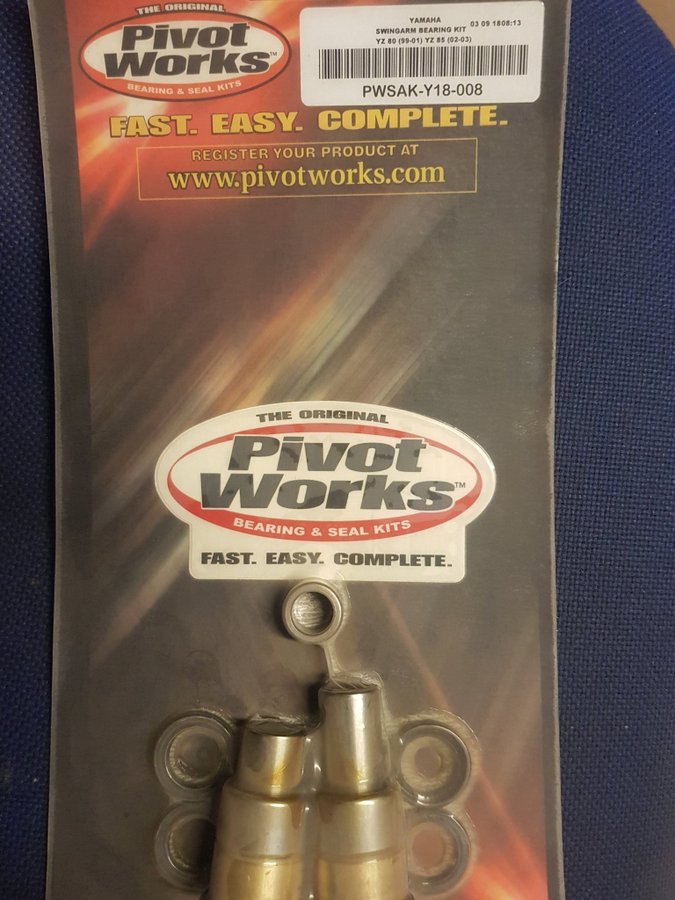 THE ORIGINAL
Pivot
Works™
BEARING & SEAL KITS
YAMAHA
SWINGARM BEARING KIT 03 09 1808:13
YZ 80 (99-01) YZ 85 (02-03)
PWSAK-Y18-008
FAST. EASY. COMPLETE.
REGISTER YOUR PRODUCT AT
www.pivotworks.com
THE ORIGINAL
Pivot
Works™
BEARING & SEAL KITS
FAST. EASY. COMPLETE.